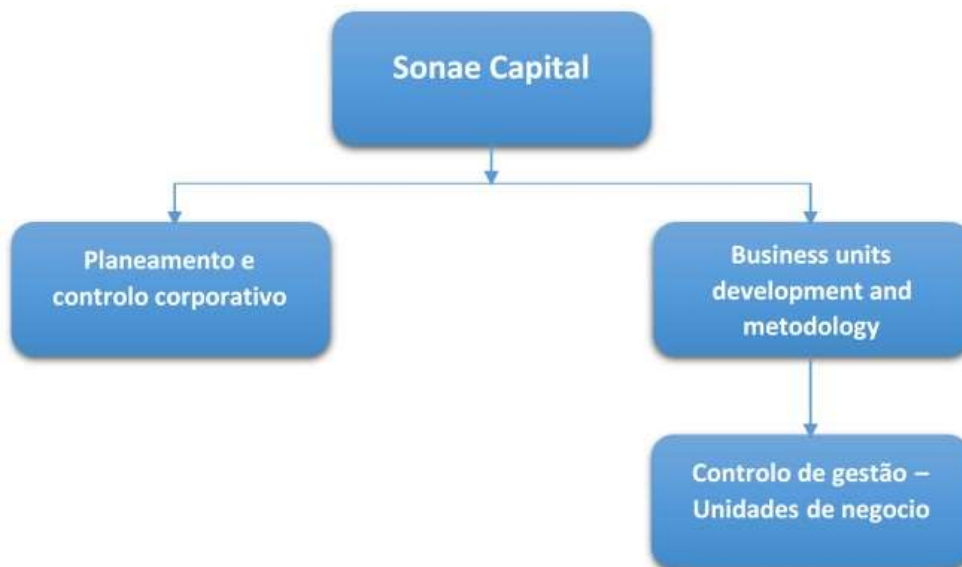 Sonae Capital
Planeamento e
controlo corporativo
Business units
development and
metodology
Controlo de gestão –
Unidades de negocio